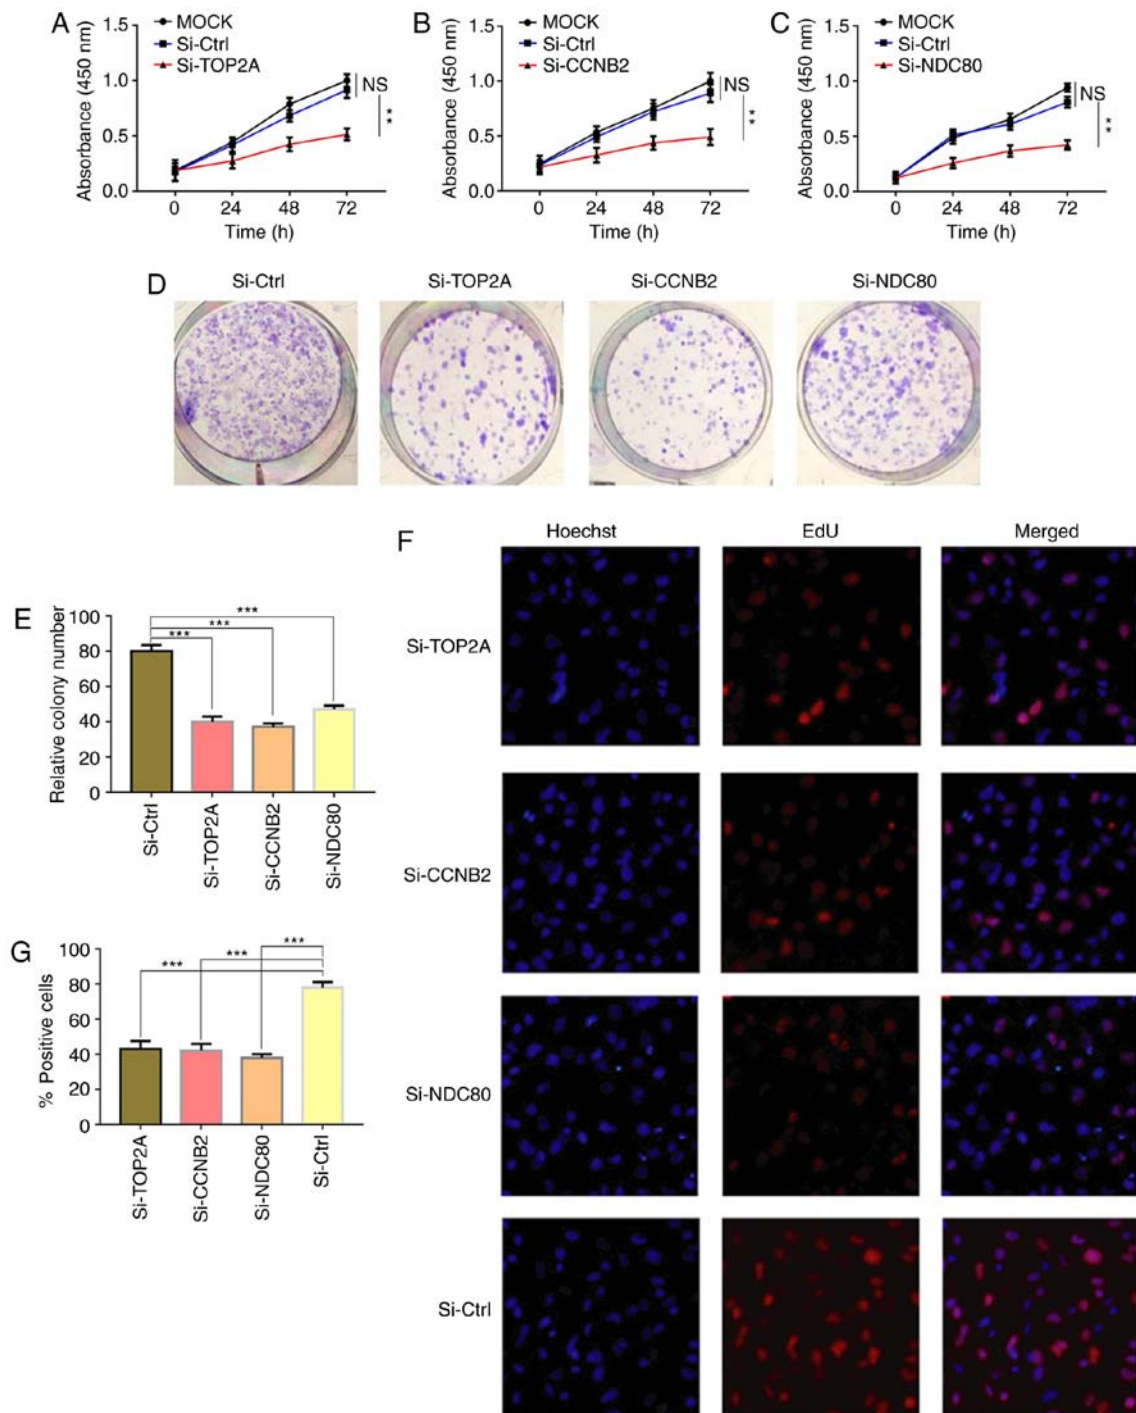 A
Absorbance (450 nm)
1.5
1.0
0.5
0.0
MOCK
Si-Ctrl
Si-TOP2A
NS
**
0 24 48 72
Time (h)
B
Absorbance (450 nm)
1.5
1.0
0.5
0.0
MOCK
Si-Ctrl
Si-CCNB2
NS
**
0 24 48 72
Time (h)
C
Absorbance (450 nm)
1.5
1.0
0.5
0.0
MOCK
Si-Ctrl
Si-NDC80
NS
**
0 24 48 72
Time (h)
D
Si-Ctrl Si-TOP2A Si-CCNB2 Si-NDC80
E
Relative colony number
100
80
60
40
20
0
***
***
***
Si-Ctrl
Si-TOP2A
Si-CCNB2
Si-NDC80
F
Hoechst EdU Merged
Si-TOP2A
Si-CCNB2
Si-NDC80
Si-Ctrl
G
% Positive cells
100
80
60
40
20
0
***
***
***
Si-TOP2A
Si-CCNB2
Si-NDC80
Si-Ctrl